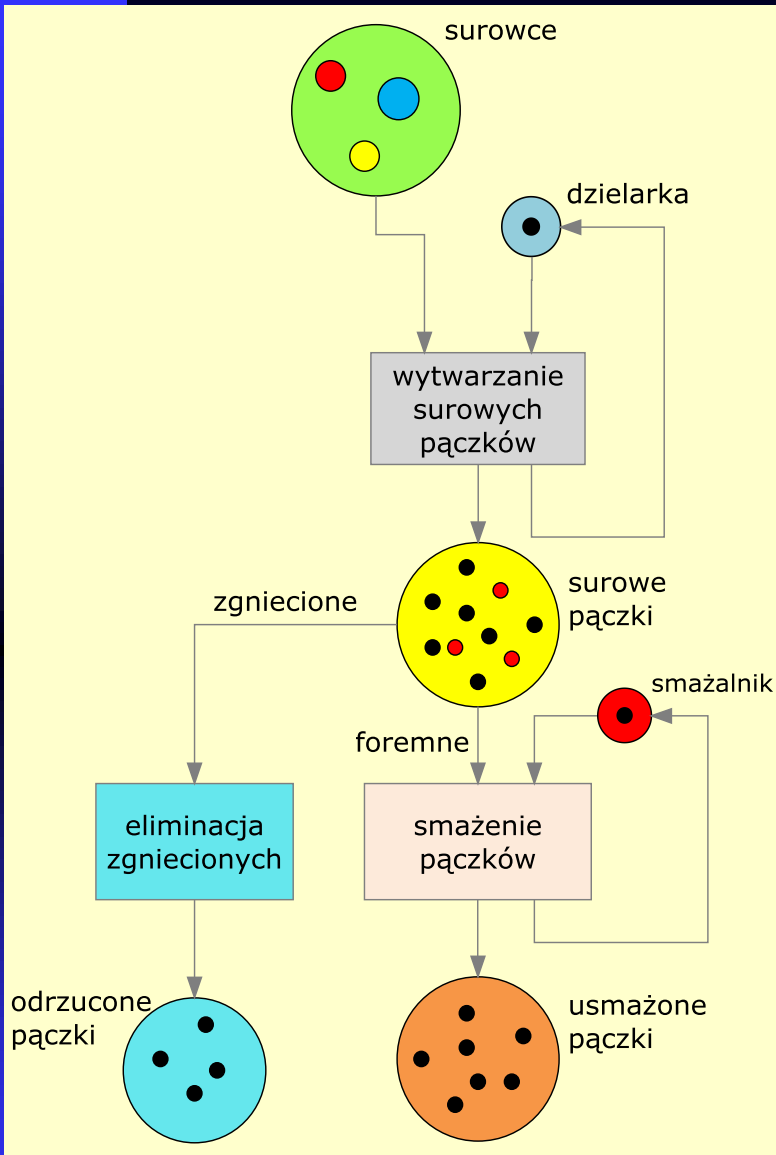 surowce
dzielarka
wytwarzanie
surowych
pączków
surowe
pączki
zgniecione
smażalnik
foremne
eliminacja
zgniecionych
smażenie
pączków
odrzucone
pączki
usmażone
pączki